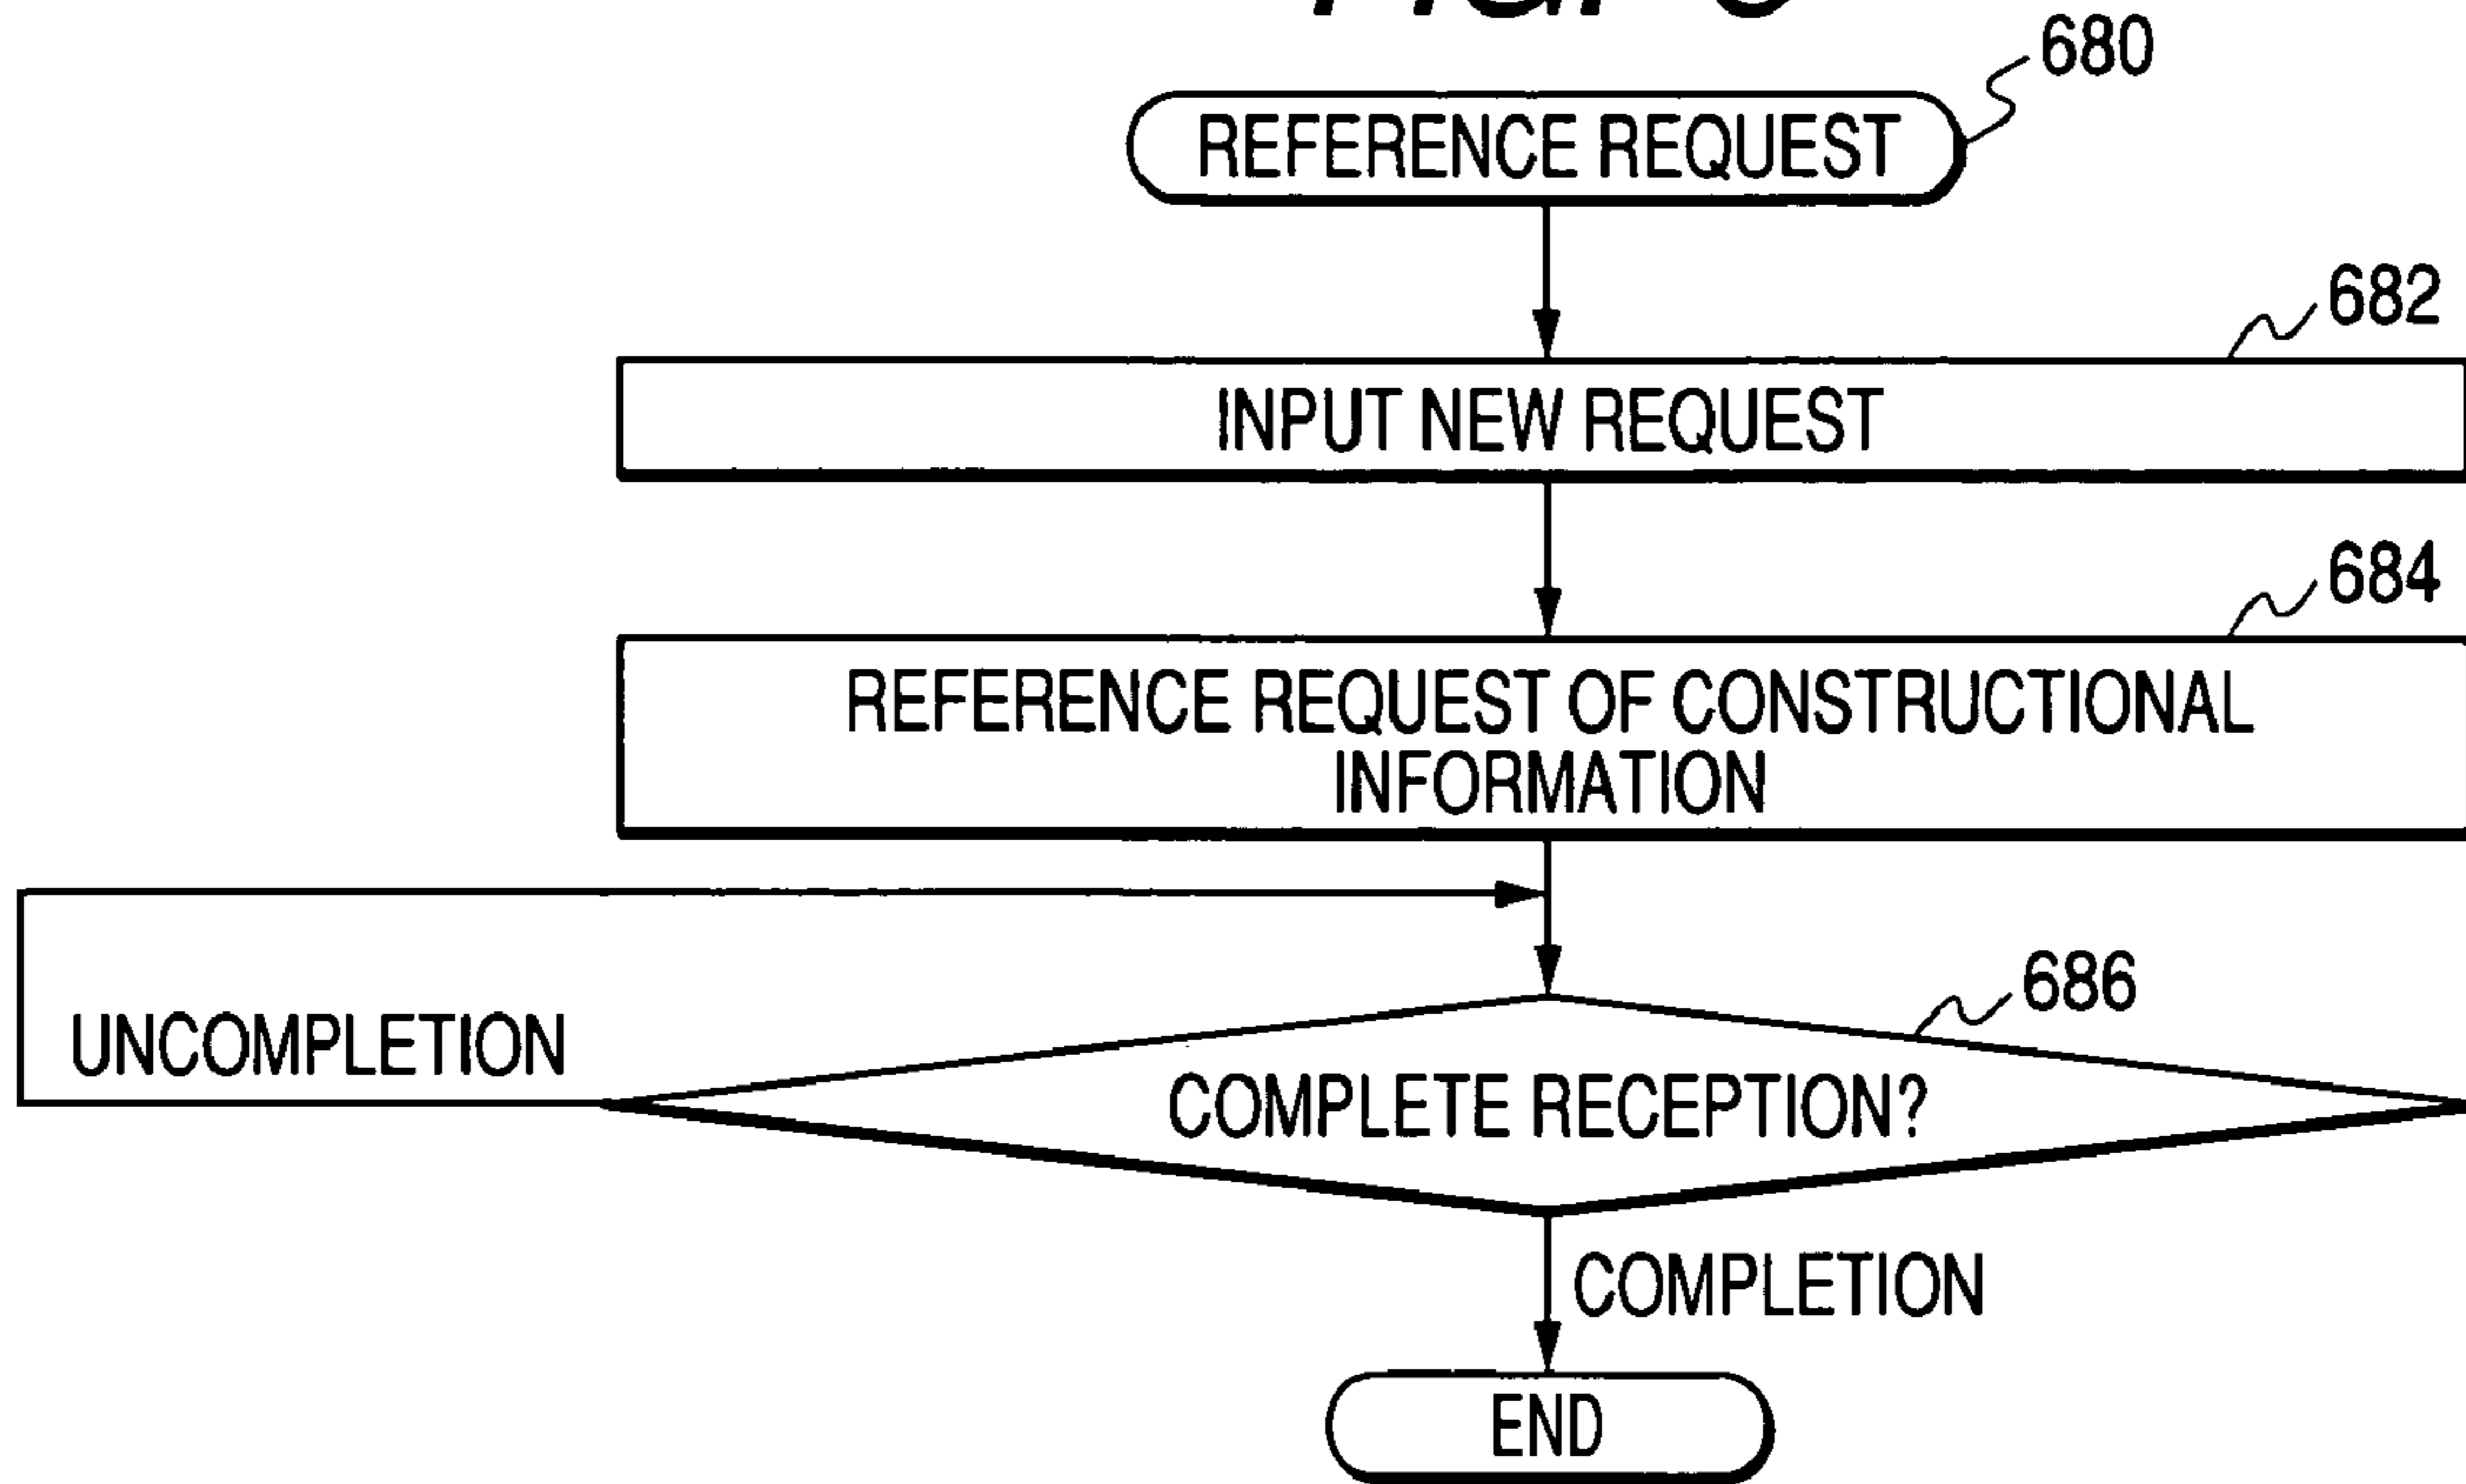 680
REFERENCE REQUEST
682
INPUT NEW REQUEST
684
REFERENCE REQUEST OF CONSTRUCTIONAL
INFORMATION
686
UNCOMPLETION
COMPLETE RECEPTION?
COMPLETION
END